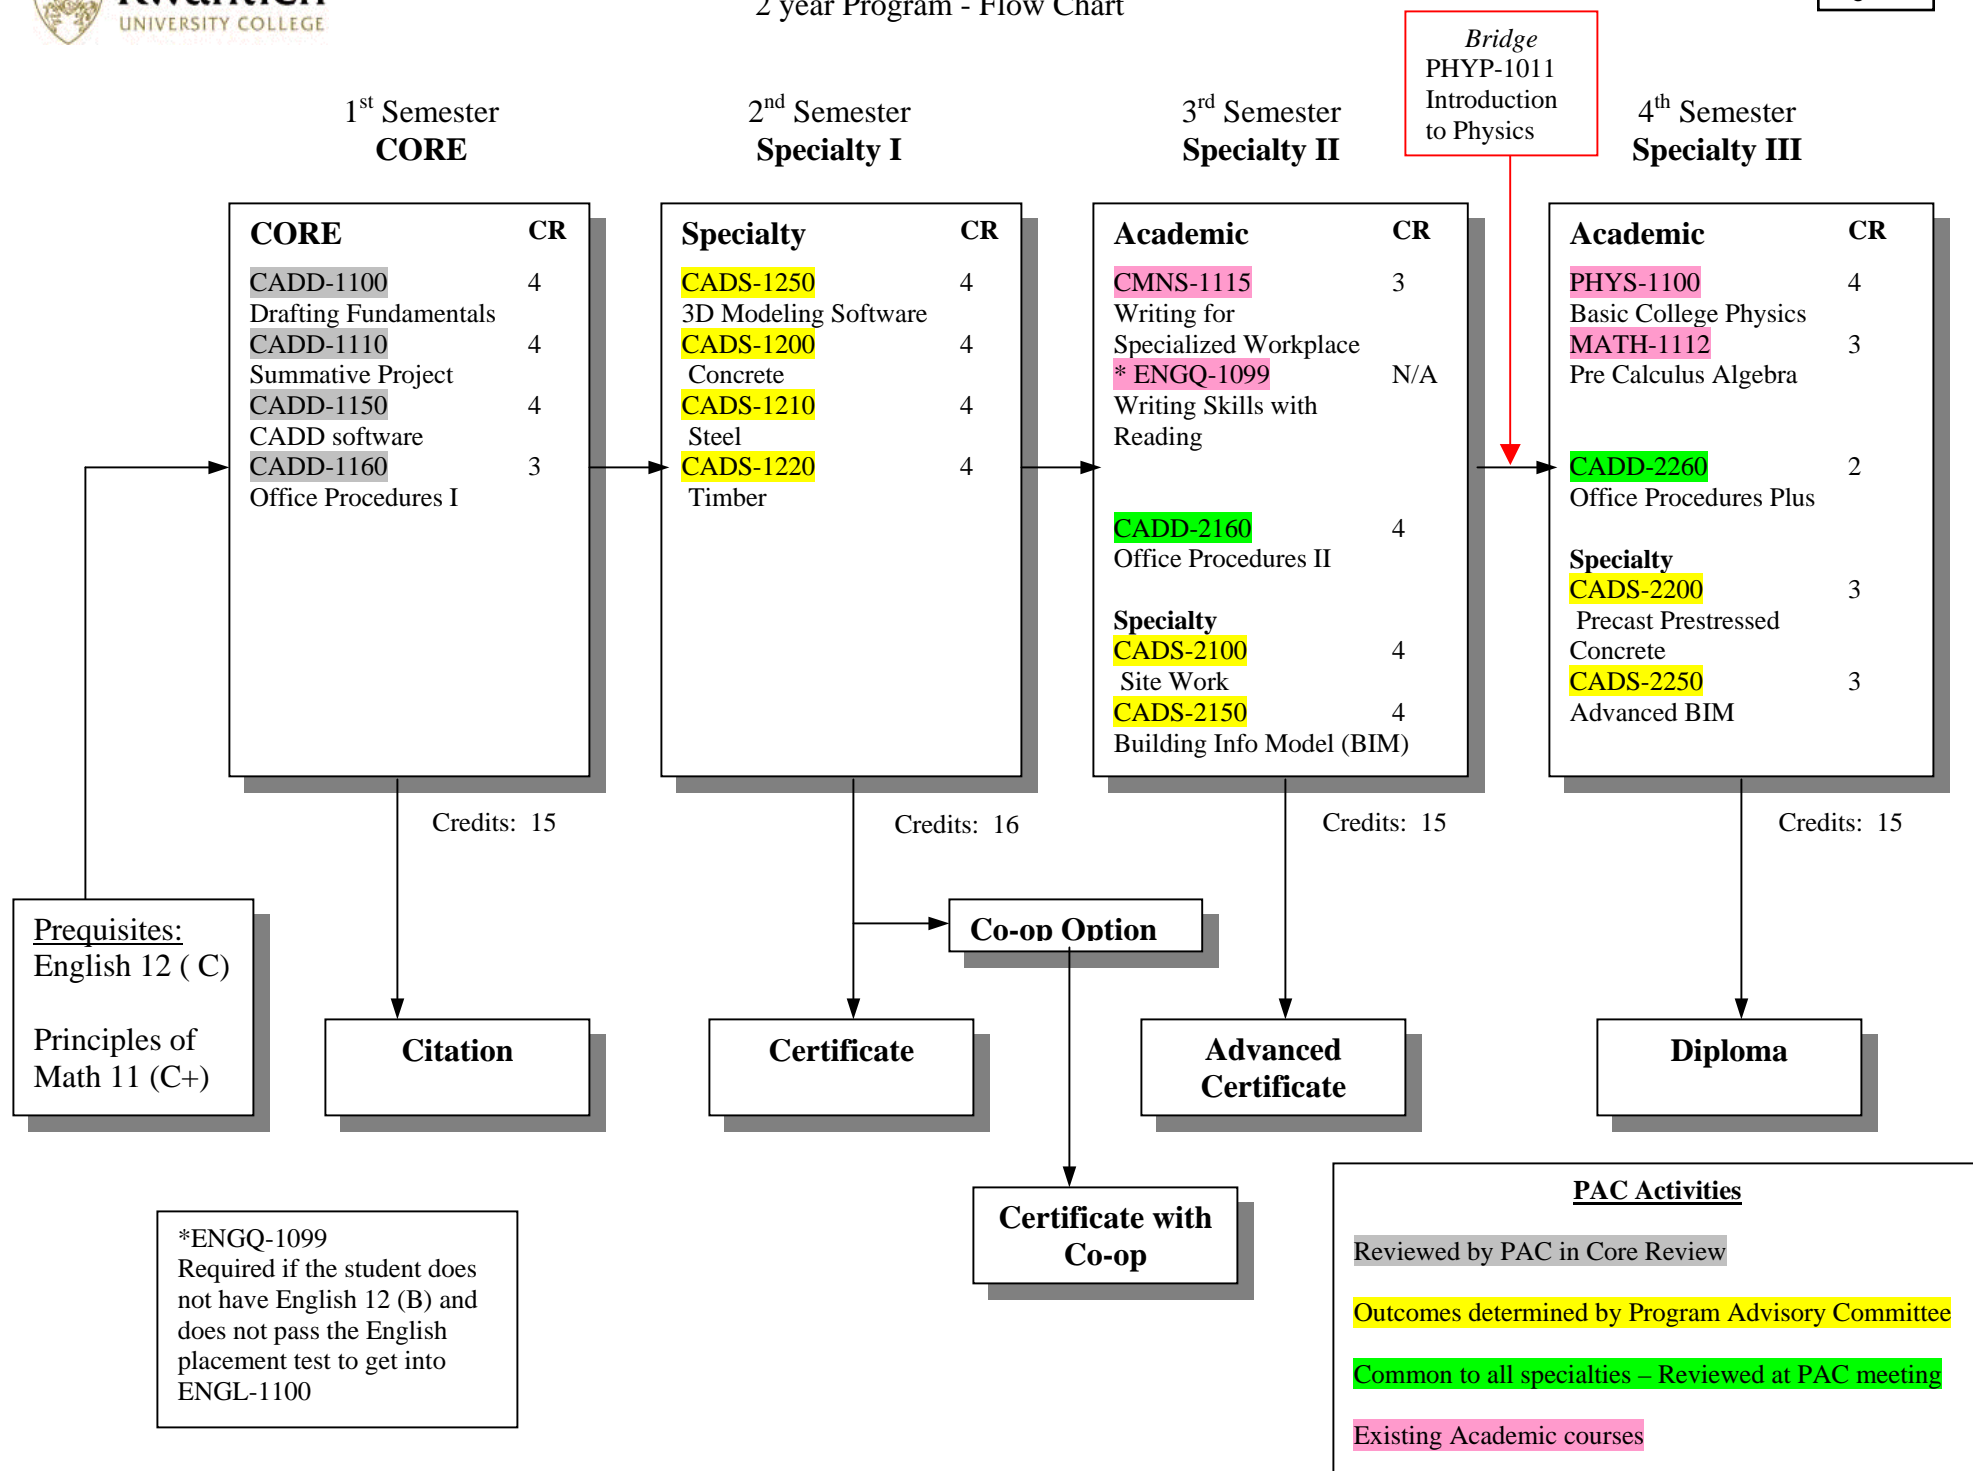 UNIVERSITY COLLEGE
2 year Program - Flow Chart
Bridge
PHYP-1011
Introduction
to Physics
1st Semester
CORE
2nd Semester
Specialty I
3rd Semester
Specialty II
4th Semester
Specialty III
CORE CR
CADD-1100 4
Drafting Fundamentals
CADD-1110 4
Summative Project
CADD-1150 4
CADD software
CADD-1160 3
Office Procedures I
Specialty CR
CADS-1250 4
3D Modeling Software
CADS-1200 4
Concrete
CADS-1210 4
Steel
CADS-1220 4
Timber
Academic CR
CMNS-1115 3
Writing for
Specialized Workplace
* ENGQ-1099 N/A
Writing Skills with
Reading
CADD-2160 4
Office Procedures II
Specialty
CADS-2100 4
Site Work
CADS-2150 4
Building Info Model (BIM)
Academic CR
PHYS-1100 4
Basic College Physics
MATH-1112 3
Pre Calculus Algebra
CADD-2260 2
Office Procedures Plus
Specialty
CADS-2200 3
Precast Prestressed
Concrete
CADS-2250 3
Advanced BIM
Credits: 15
Credits: 16
Credits: 15
Credits: 15
Prequisites:
English 12 ( C)
Principles of
Math 11 (C+)
Co-op Option
Citation
Certificate
Advanced
Certificate
Diploma
Certificate with
Co-op
*ENGQ-1099
Required if the student does
not have English 12 (B) and
does not pass the English
placement test to get into
ENGL-1100
PAC Activities
Reviewed by PAC in Core Review
Outcomes determined by Program Advisory Committee
Common to all specialties – Reviewed at PAC meeting
Existing Academic courses